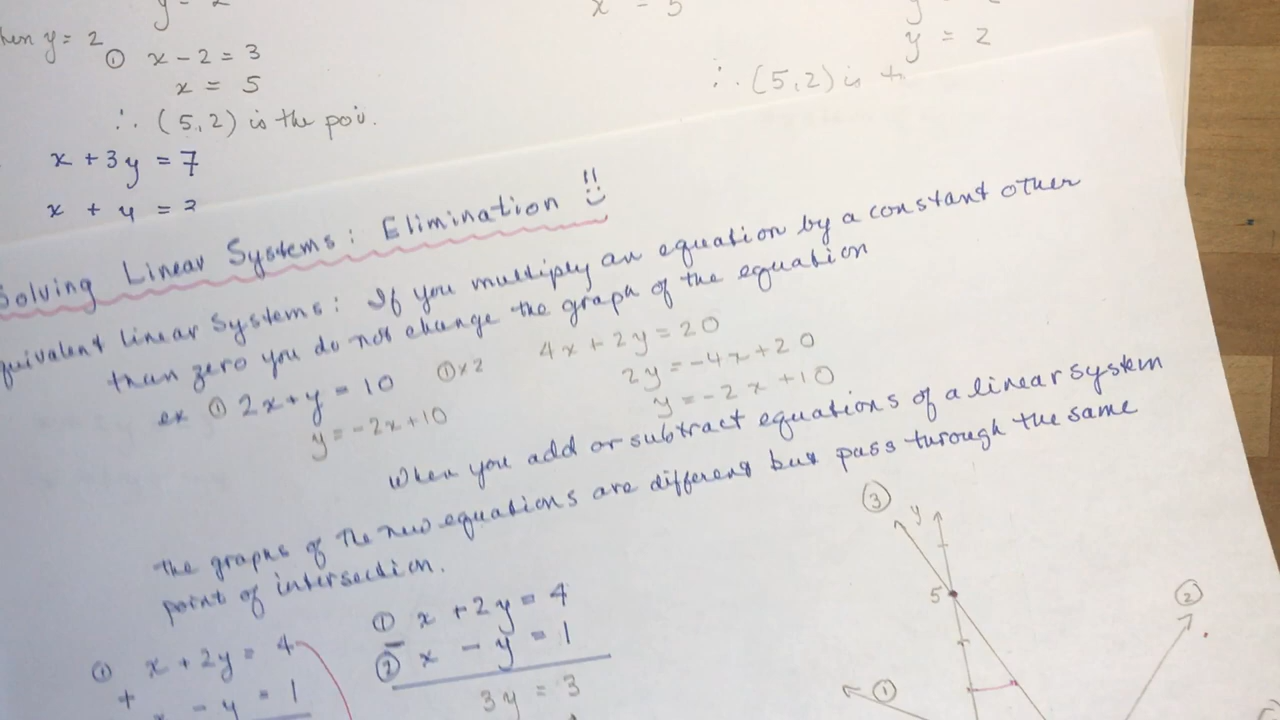 y = 2
① x - 2 = 3
x = 5
∴ (5,2) is the
x + 3y = 7
x + y = 3
x = 5
y = 2
∴ (5,2) is
Solving Linear Systems: Elimination !!
quivalent linear systems: If you multiply an equation by a constant other
than zero you do not change the graph of the equation
ex ① 2x+y = 10
y = -2x+10
①x2
4x + 2y = 20
2y = -4x+20
y = -2x+10
When you add or subtract equations of a linear system
the graphs of the new equations are different but pass through the same
point of intersection.
① x + 2y = 4
+
x - y = 1
① x + 2y = 4
- ② x - y = 1
3y = 3
③
y
5
②
①